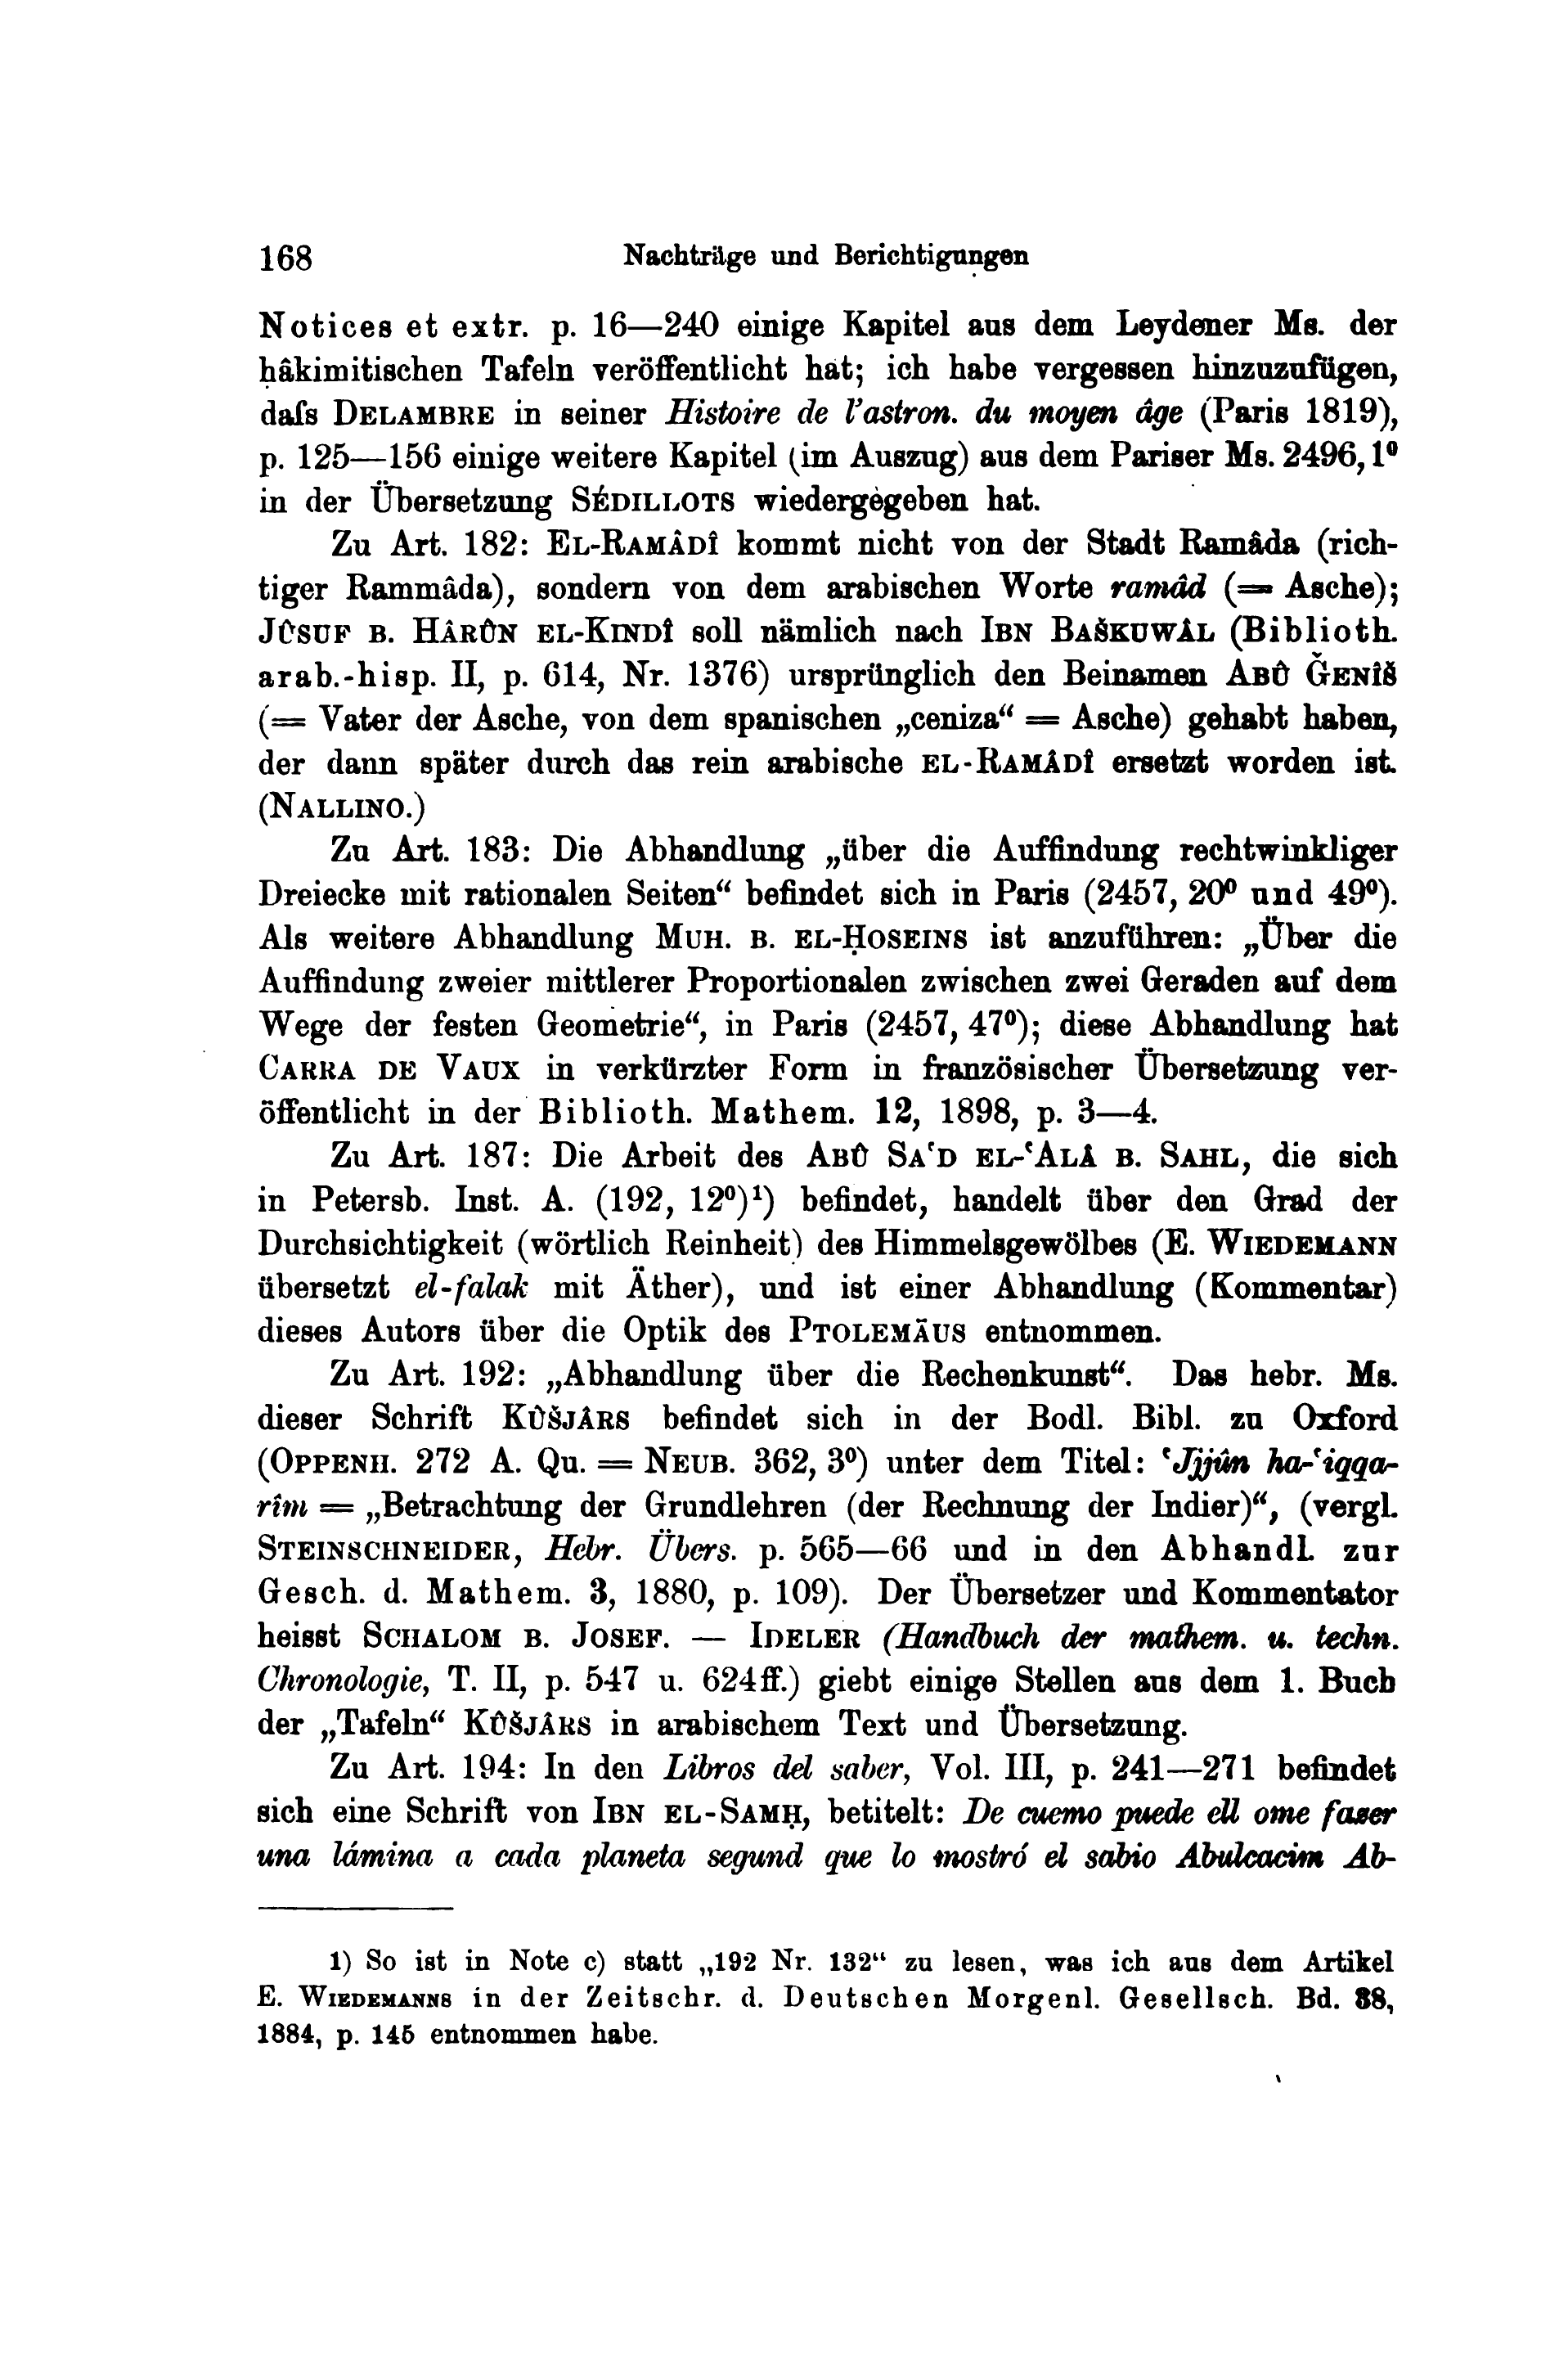 168 Nachträge und Berichtigungen
Notices et extr. p. 16—240 einige Kapitel aus dem Leydener Ms. der
ḥâkimitischen Tafeln veröffentlicht hat; ich habe vergessen hinzuzufügen,
daſs DELAMBRE in seiner Histoire de l'astron. du moyen âge (Paris 1819),
p. 125—156 einige weitere Kapitel (im Auszug) aus dem Pariser Ms. 2496, 1⁰
in der Übersetzung SÉDILLOTS wiedergegeben hat.
Zu Art. 182: EL-RAMÂDÎ kommt nicht von der Stadt Ramâda (rich-
tiger Rammâda), sondern von dem arabischen Worte ramâd (= Asche);
JÛSUF B. HÂRÛN EL-KINDÎ soll nämlich nach IBN BAŠKUWÂL (Biblioth.
arab.-hisp. II, p. 614, Nr. 1376) ursprünglich den Beinamen ABÛ ĞENÎŠ
(= Vater der Asche, von dem spanischen „ceniza“ = Asche) gehabt haben,
der dann später durch das rein arabische EL-RAMÂDÎ ersetzt worden ist.
(NALLINO.)
Zu Art. 183: Die Abhandlung „über die Auffindung rechtwinkliger
Dreiecke mit rationalen Seiten“ befindet sich in Paris (2457, 20⁰ und 49⁰).
Als weitere Abhandlung MUH. B. EL-ḤOSEINS ist anzuführen: „Über die
Auffindung zweier mittlerer Proportionalen zwischen zwei Geraden auf dem
Wege der festen Geometrie“, in Paris (2457, 47⁰); diese Abhandlung hat
CARRA DE VAUX in verkürzter Form in französischer Übersetzung ver-
öffentlicht in der Biblioth. Mathem. 12, 1898, p. 3—4.
Zu Art. 187: Die Arbeit des ABÛ SAʿD EL-ʿALÂ B. SAHL, die sich
in Petersb. Inst. A. (192, 12⁰)¹) befindet, handelt über den Grad der
Durchsichtigkeit (wörtlich Reinheit) des Himmelsgewölbes (E. WIEDEMANN
übersetzt el-falak mit Äther), und ist einer Abhandlung (Kommentar)
dieses Autors über die Optik des PTOLEMÄUS entnommen.
Zu Art. 192: „Abhandlung über die Rechenkunst“. Das hebr. Ms.
dieser Schrift KÛŠJÂRS befindet sich in der Bodl. Bibl. zu Oxford
(OPPENH. 272 A. Qu. = NEUB. 362, 3⁰) unter dem Titel: ʿJjjûn ha-ʿiqqa-
rîm = „Betrachtung der Grundlehren (der Rechnung der Indier)“, (vergl.
STEINSCHNEIDER, Hebr. Übers. p. 565—66 und in den Abhandl. zur
Gesch. d. Mathem. 3, 1880, p. 109). Der Übersetzer und Kommentator
heisst SCHALOM B. JOSEF. — IDELER (Handbuch der mathem. u. techn.
Chronologie, T. II, p. 547 u. 624ff.) giebt einige Stellen aus dem 1. Buch
der „Tafeln“ KÛŠJÂRS in arabischem Text und Übersetzung.
Zu Art. 194: In den Libros del saber, Vol. III, p. 241—271 befindet
sich eine Schrift von IBN EL-SAMḤ, betitelt: De cuemo puede ell ome faser
una lámina a cada planeta segund que lo mostró el sabio Abulcacim Ab-
1) So ist in Note c) statt „192 Nr. 132“ zu lesen, was ich aus dem Artikel
E. WIEDEMANNS in der Zeitschr. d. Deutschen Morgenl. Gesellsch. Bd. 38,
1884, p. 145 entnommen habe.